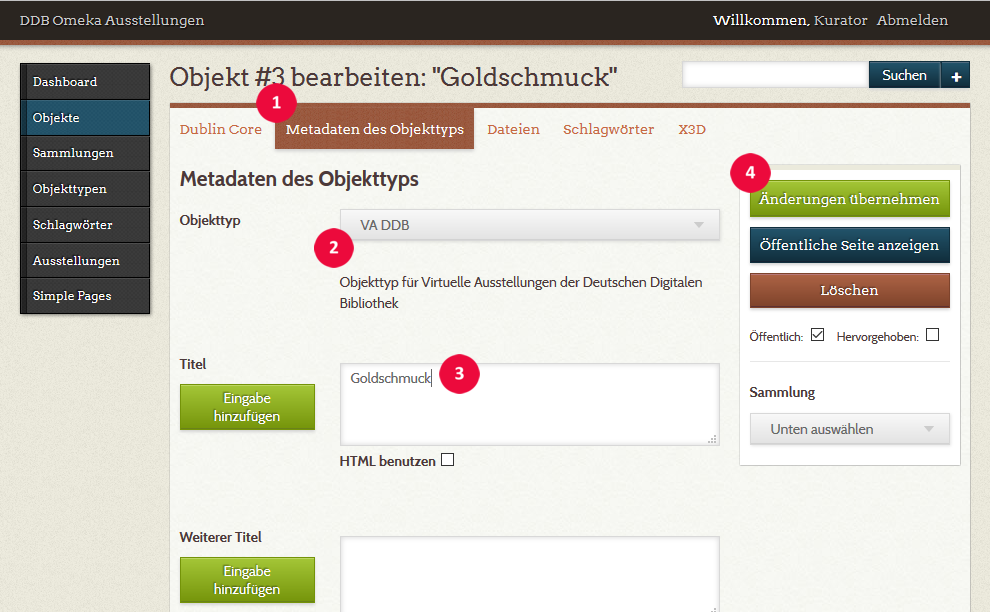 DDB Omeka Ausstellungen
Willkommen, Kurator Abmelden
Dashboard
Objekte
Sammlungen
Objekttypen
Schlagwörter
Ausstellungen
Simple Pages
Objekt #3 bearbeiten: "Goldschmuck"
Suchen +
1
Dublin Core Metadaten des Objekttyps Dateien Schlagwörter X3D
Metadaten des Objekttyps
Objekttyp
VA DDB
2
Objekttyp für Virtuelle Ausstellungen der Deutschen Digitalen
Bibliothek
Titel
Eingabe
hinzufügen
Goldschmuck
3
HTML benutzen
Weiterer Titel
Eingabe
hinzufügen
4
Änderungen übernehmen
Öffentliche Seite anzeigen
Löschen
Öffentlich: Hervorgehoben:
Sammlung
Unten auswählen